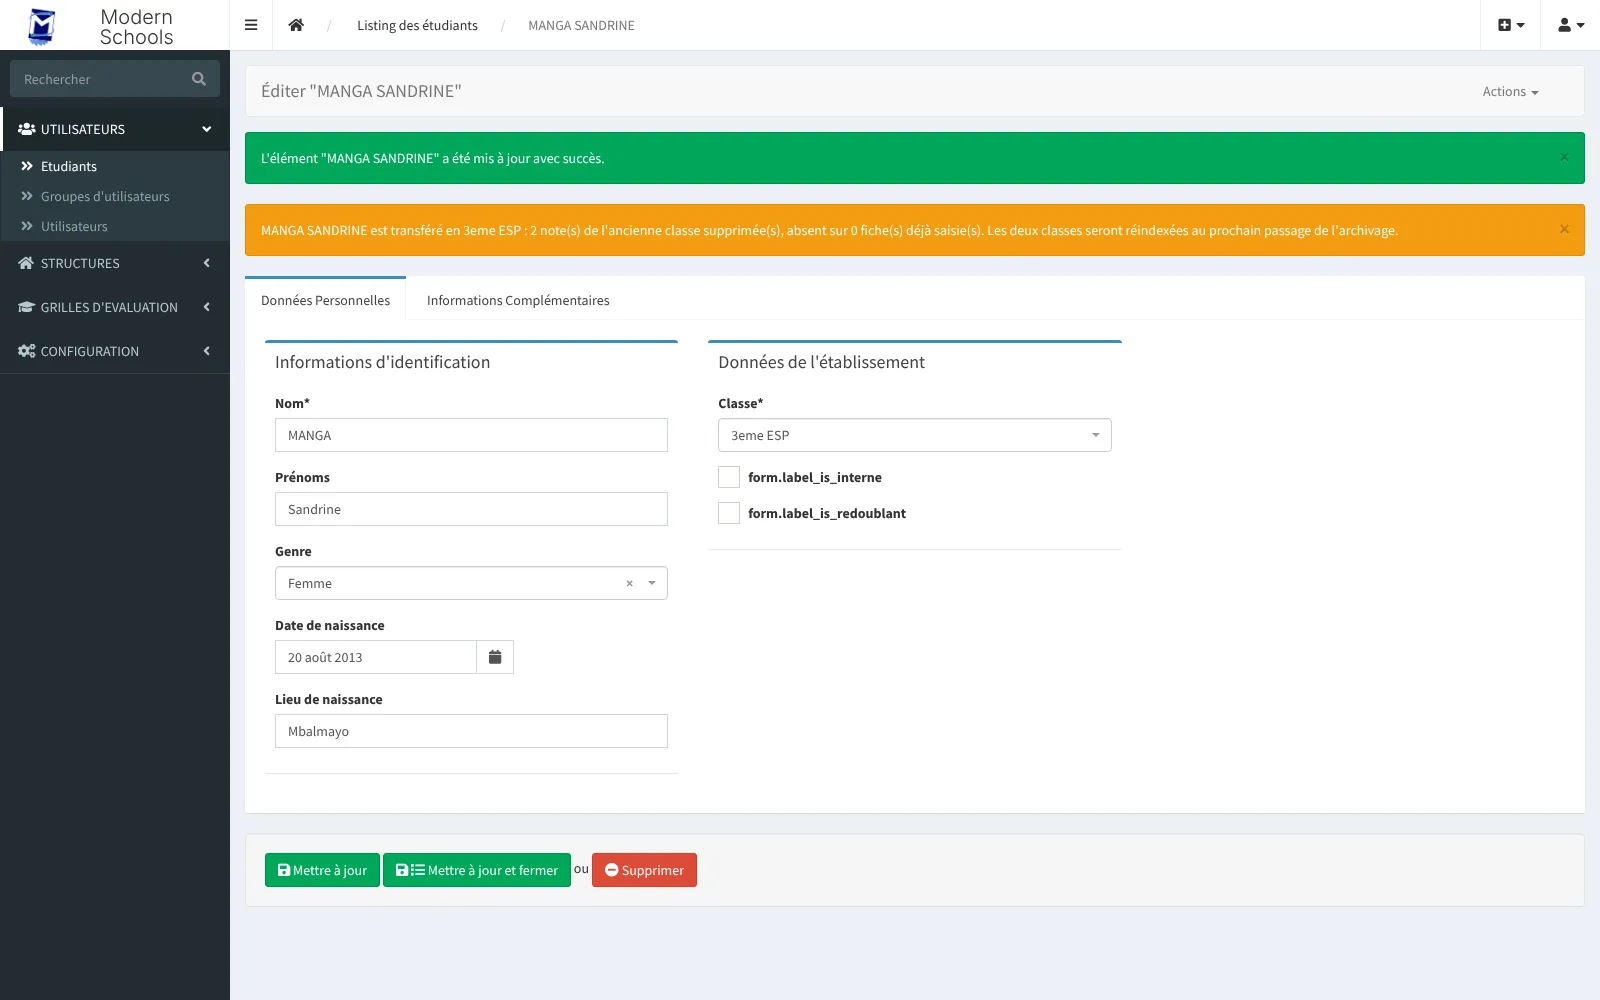 Modern
Schools
/ Listing des étudiants / MANGA SANDRINE
Rechercher
UTILISATEURS
Etudiants
Groupes d'utilisateurs
Utilisateurs
STRUCTURES
GRILLES D'EVALUATION
CONFIGURATION
Éditer "MANGA SANDRINE"
Actions
L'élément "MANGA SANDRINE" a été mis à jour avec succès.
×
MANGA SANDRINE est transféré en 3eme ESP : 2 note(s) de l'ancienne classe supprimée(s), absent sur 0 fiche(s) déjà saisie(s). Les deux classes seront réindexées au prochain passage de l'archivage.
×
Données Personnelles
Informations Complémentaires
Informations d'identification
Nom*
MANGA
Prénoms
Sandrine
Genre
Femme ×
Date de naissance
20 août 2013
Lieu de naissance
Mbalmayo
Données de l'établissement
Classe*
3eme ESP
form.label_is_interne
form.label_is_redoublant
Mettre à jour Mettre à jour et fermer ou Supprimer